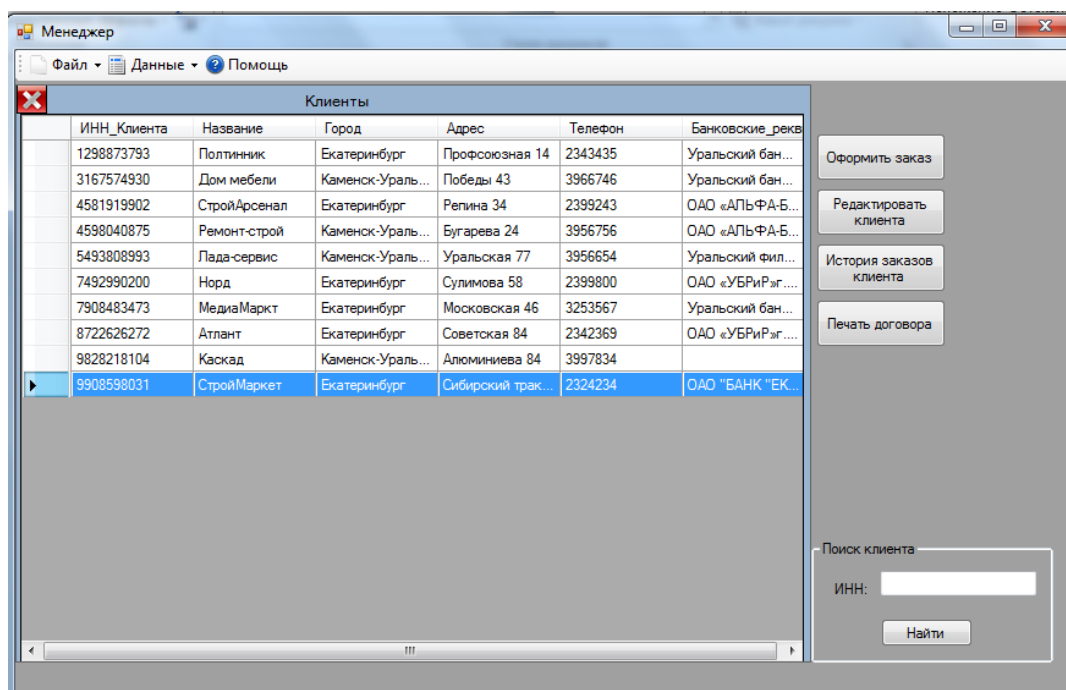 Менеджер
Файл Данные Помощь
Клиенты
ИНН_Клиента Название Город Адрес Телефон Банковские_рекв
1298873793 Полтинник Екатеринбург Профсоюзная 14 2343435 Уральский бан...
3167574930 Дом мебели Каменск-Ураль... Победы 43 3966746 Уральский бан...
4581919902 СтройАрсенал Екатеринбург Репина 34 2399243 ОАО «АЛЬФА-Б...
4598040875 Ремонт-строй Каменск-Ураль... Бугарева 24 3956756 ОАО «АЛЬФА-Б...
5493808993 Лада-сервис Каменск-Ураль... Уральская 77 3956654 Уральский фил...
7492990200 Норд Екатеринбург Сулимова 58 2399800 ОАО «УБРиР»г....
7908483473 МедиаМаркт Екатеринбург Московская 46 3253567 Уральский бан...
8722626272 Атлант Екатеринбург Советская 84 2342369 ОАО «УБРиР»г....
9828218104 Каскад Каменск-Ураль... Алюминиева 84 3997834
9908598031 СтройМаркет Екатеринбург Сибирский трак... 2324234 ОАО "БАНК "ЕК...
Оформить заказ
Редактировать
клиента
История заказов
клиента
Печать договора
Поиск клиента
ИНН:
Найти